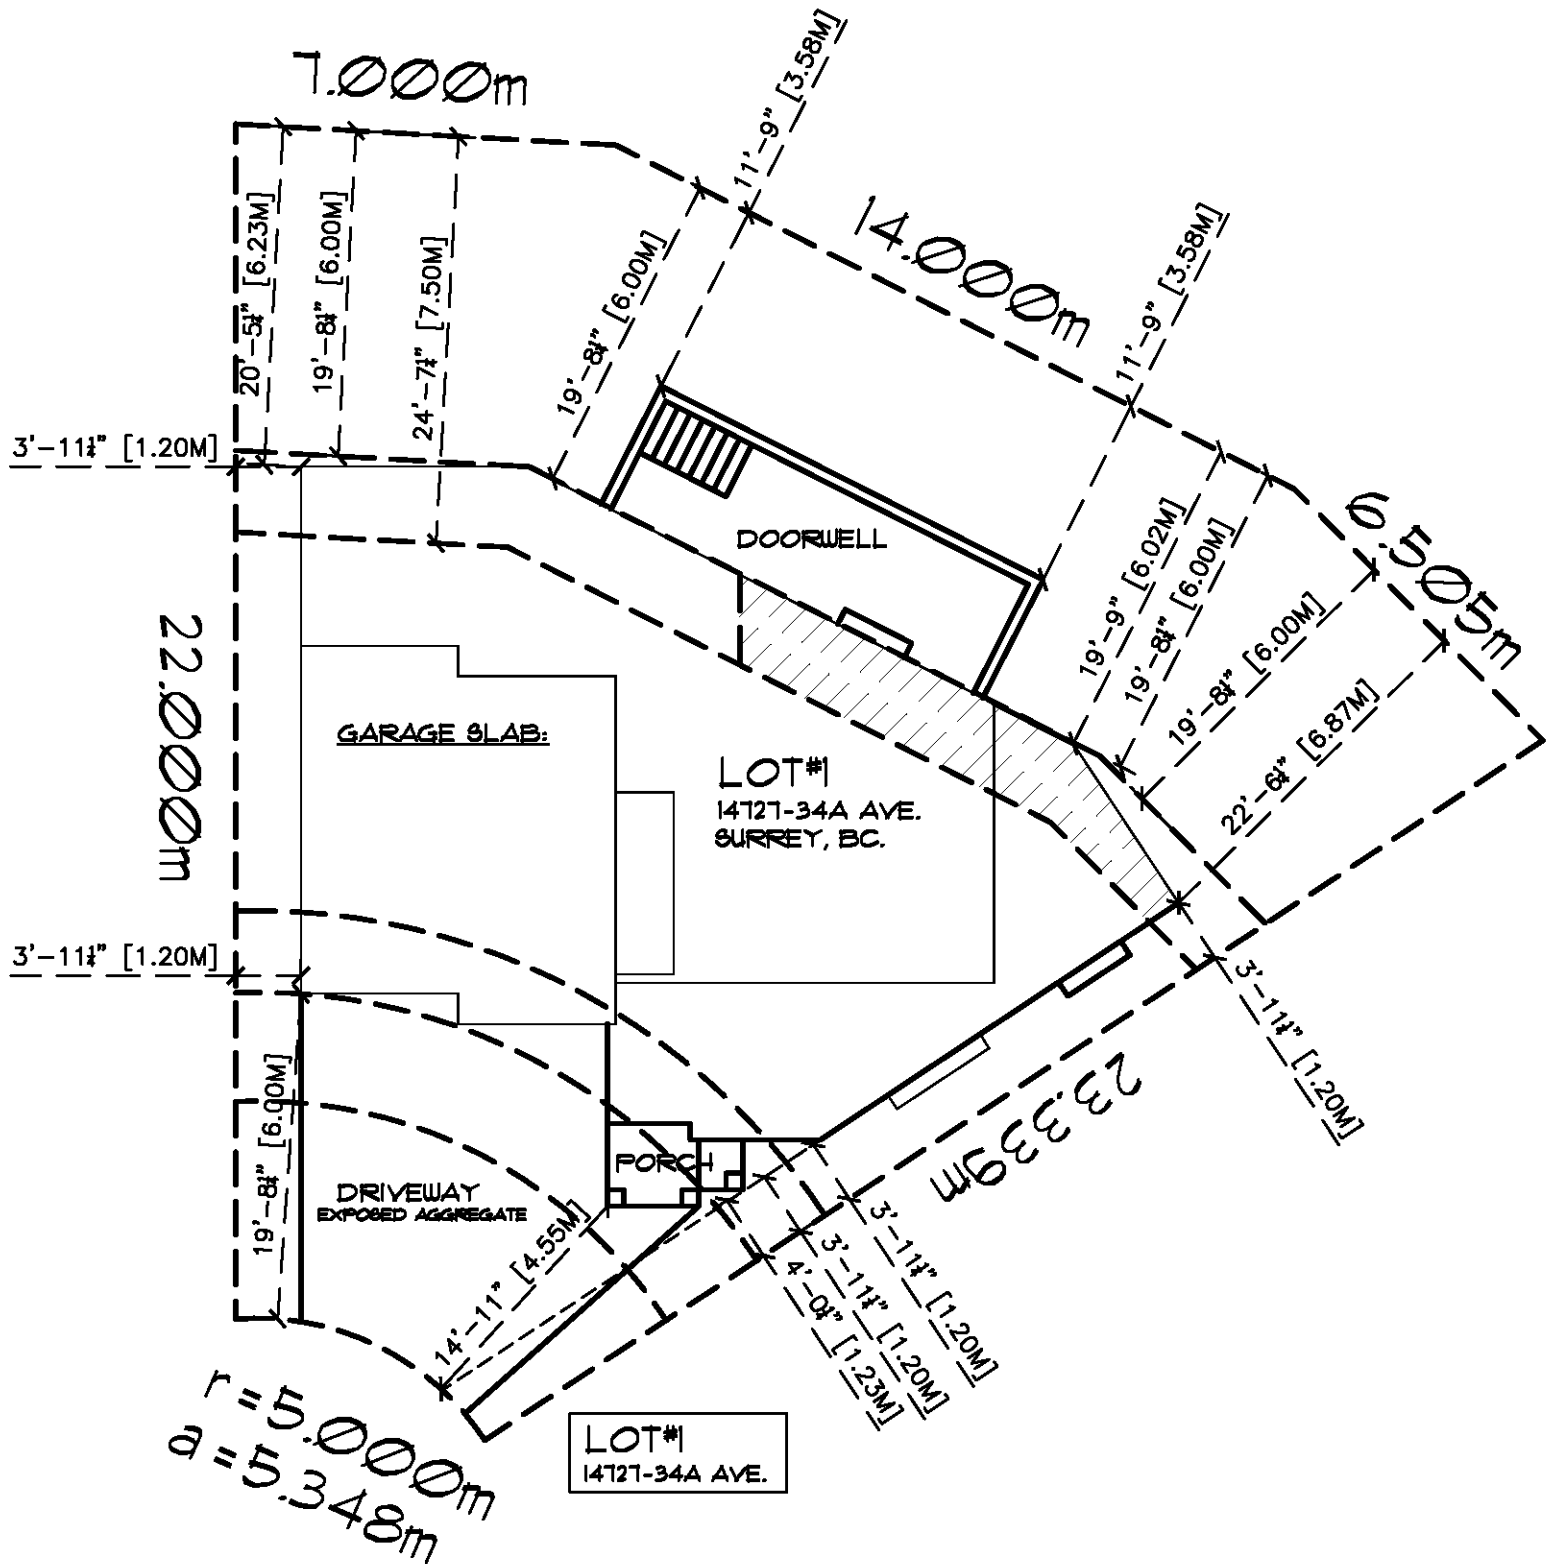 7.000m
11'-9" [3.58M]
20'-5¼" [6.23M]
19'-8¼" [6.00M]
24'-7¼" [7.50M]
19'-8¼" [6.00M]
14.000m
11'-9" [3.58M]
3'-11¼" [1.20M]
DOORWELL
19'-9" [6.02M]
19'-8¼" [6.00M]
6.505m
19'-8¼" [6.00M]
22'-6¼" [6.87M]
22.000m
GARAGE SLAB:
LOT#1
14727-34A AVE.
SURREY, BC.
3'-11¼" [1.20M]
3'-11¼" [1.20M]
23.339m
19'-8¼" [6.00M]
PORCH
DRIVEWAY
EXPOSED AGGREGATE
14'-11" [4.55M]
3'-11¼" [1.20M]
3'-11¼" [1.20M]
4'-0¼" [1.23M]
r=5.000m
a=5.348m
LOT#1
14727-34A AVE.